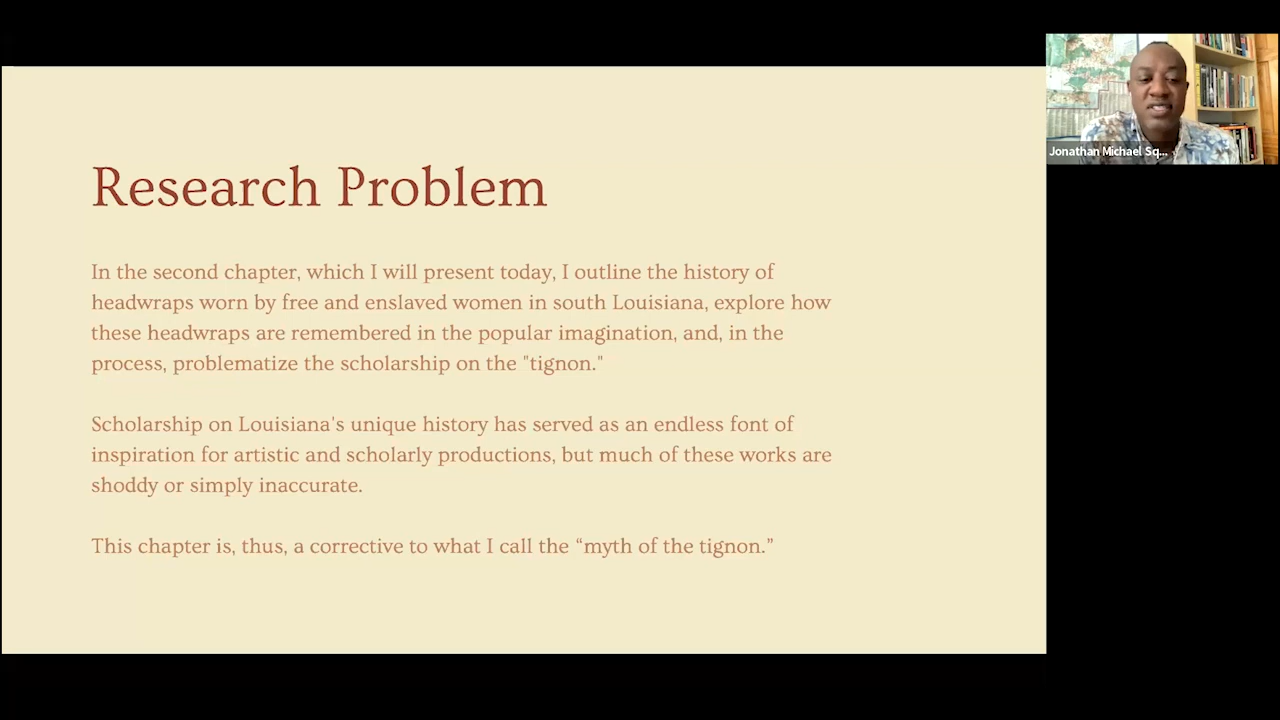 Research Problem
In the second chapter, which I will present today, I outline the history of
headwraps worn by free and enslaved women in south Louisiana, explore how
these headwraps are remembered in the popular imagination, and, in the
process, problematize the scholarship on the "tignon."
Scholarship on Louisiana's unique history has served as an endless font of
inspiration for artistic and scholarly productions, but much of these works are
shoddy or simply inaccurate.
This chapter is, thus, a corrective to what I call the “myth of the tignon.”
Jonathan Michael Sq...